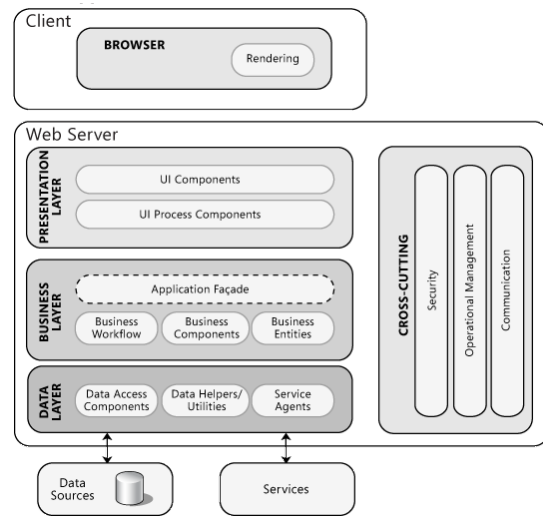 Client
BROWSER
Rendering
Web Server
PRESENTATION
LAYER
UI Components
UI Process Components
BUSINESS
LAYER
Application Façade
Business
Workflow
Business
Components
Business
Entities
DATA
LAYER
Data Access
Components
Data Helpers/
Utilities
Service
Agents
CROSS-CUTTING
Security
Operational Management
Communication
Data
Sources
Services